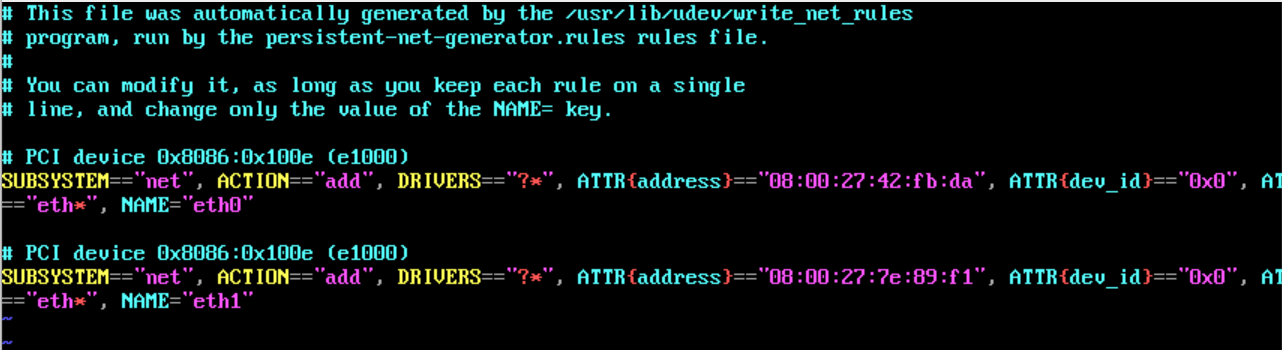 # This file was automatically generated by the /usr/lib/udev/write_net_rules
# program, run by the persistent-net-generator.rules rules file.
#
# You can modify it, as long as you keep each rule on a single
# line, and change only the value of the NAME= key.

# PCI device 0x8086:0x100e (e1000)
SUBSYSTEM=="net", ACTION=="add", DRIVERS=="?*", ATTR{address}=="08:00:27:42:fb:da", ATTR{dev_id}=="0x0", AT
=="eth*", NAME="eth0"

# PCI device 0x8086:0x100e (e1000)
SUBSYSTEM=="net", ACTION=="add", DRIVERS=="?*", ATTR{address}=="08:00:27:7e:89:f1", ATTR{dev_id}=="0x0", AT
=="eth*", NAME="eth1"
~
~